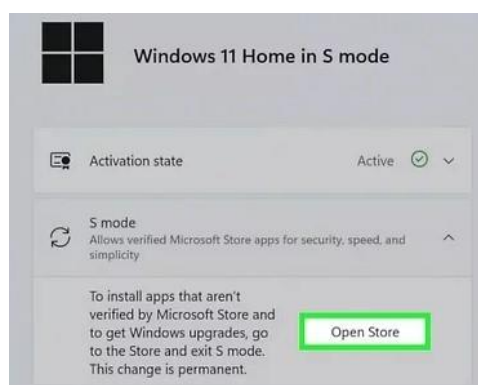 Windows 11 Home in S mode
Activation state
Active
S mode
Allows verified Microsoft Store apps for security, speed, and
simplicity
To install apps that aren't
verified by Microsoft Store and
to get Windows upgrades, go
to the Store and exit S mode.
This change is permanent.
Open Store